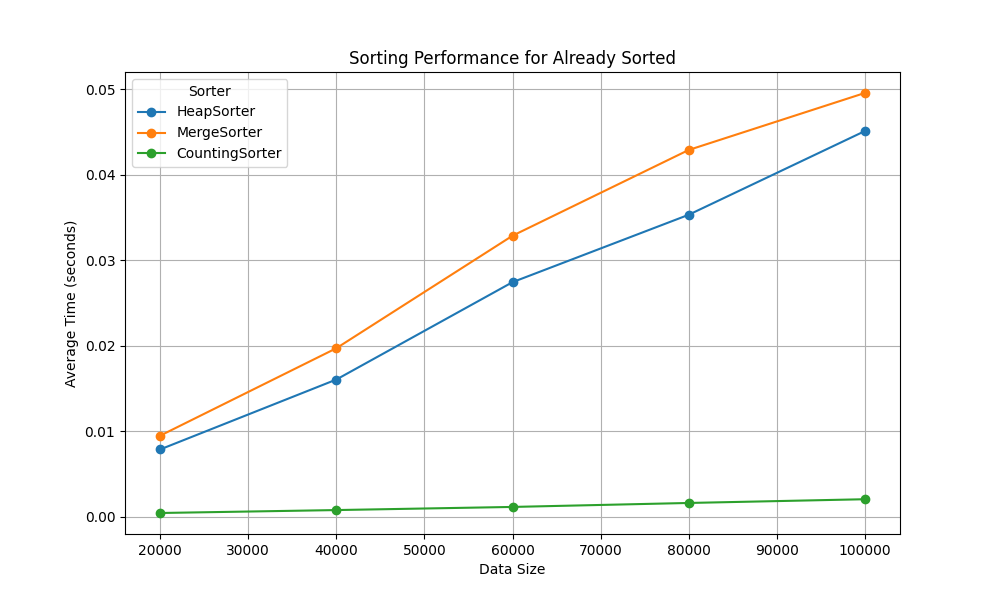 Sorting Performance for Already Sorted
Sorter
HeapSorter
MergeSorter
CountingSorter
Average Time (seconds)
0.05
0.04
0.03
0.02
0.01
0.00
20000 30000 40000 50000 60000 70000 80000 90000 100000
Data Size